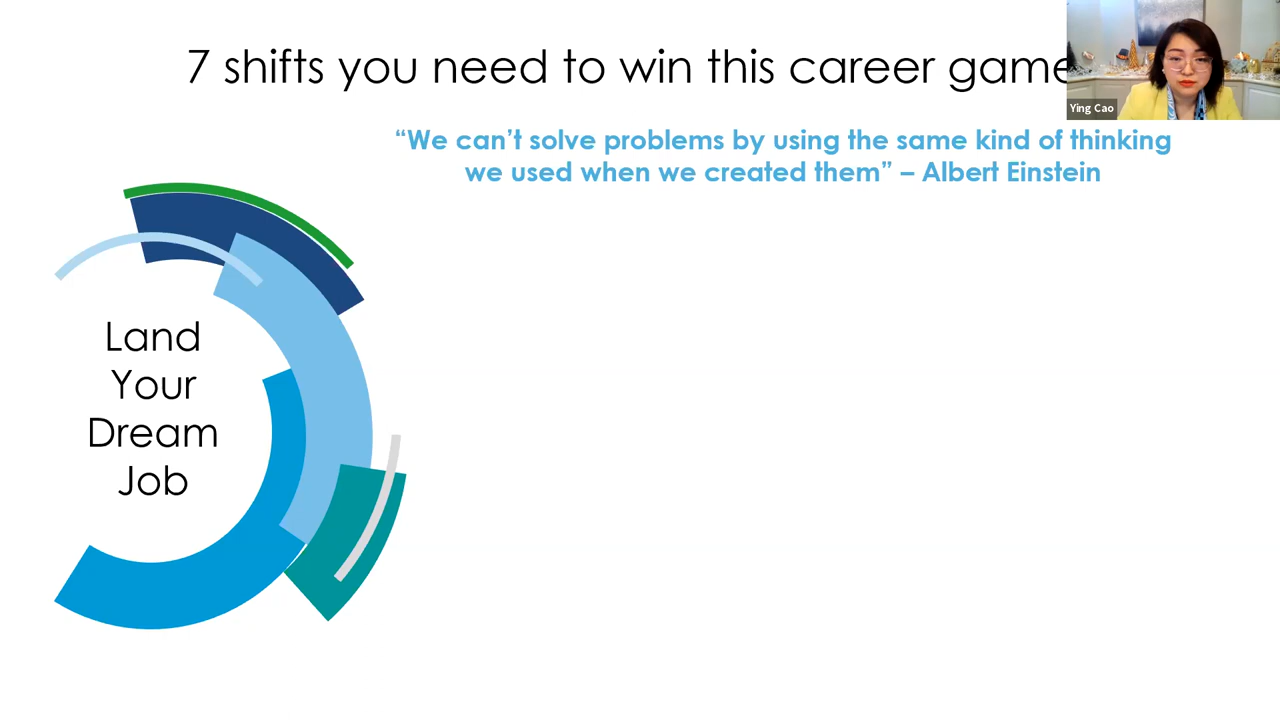 7 shifts you need to win this career game
Ying Cao
“We can’t solve problems by using the same kind of thinking
we used when we created them” – Albert Einstein
Land
Your
Dream
Job